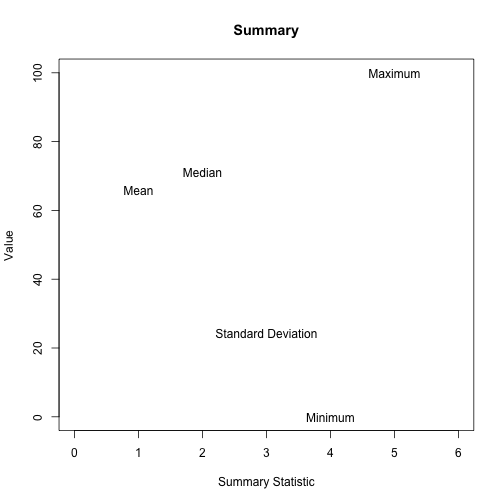 Summary
Maximum
Median
Mean
Standard Deviation
Minimum
Value
0
20
40
60
80
100
0 1 2 3 4 5 6
Summary Statistic